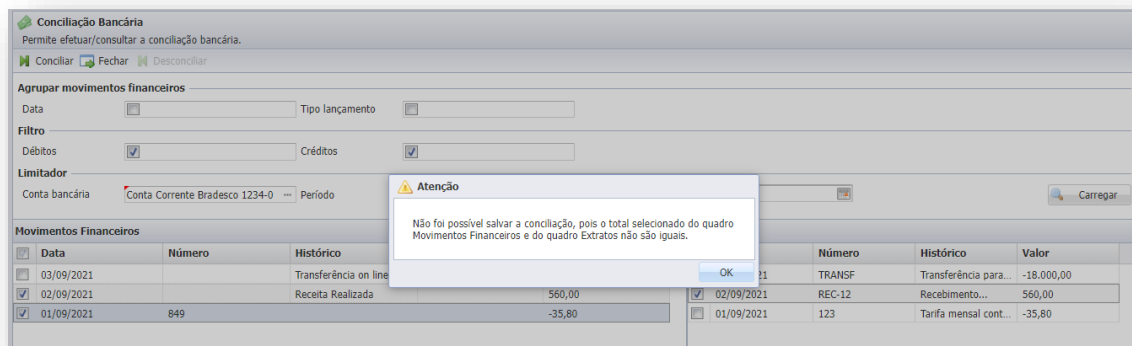 Conciliação Bancária
Permite efetuar/consultar a conciliação bancária.
Conciliar Fechar Desconciliar
Agrupar movimentos financeiros
Data Tipo lançamento
Filtro
Débitos Créditos
Limitador
Conta bancária Conta Corrente Bradesco 1234-0 ... Período Carregar
Atenção
Não foi possível salvar a conciliação, pois o total selecionado do quadro
Movimentos Financeiros e do quadro Extratos não são iguais.
OK
Movimentos Financeiros
Data Número Histórico Número Histórico Valor
03/09/2021 Transferência on line 21 TRANSF Transferência para... -18.000,00
02/09/2021 Receita Realizada 560,00 02/09/2021 REC-12 Recebimento... 560,00
01/09/2021 849 -35,80 01/09/2021 123 Tarifa mensal cont... -35,80